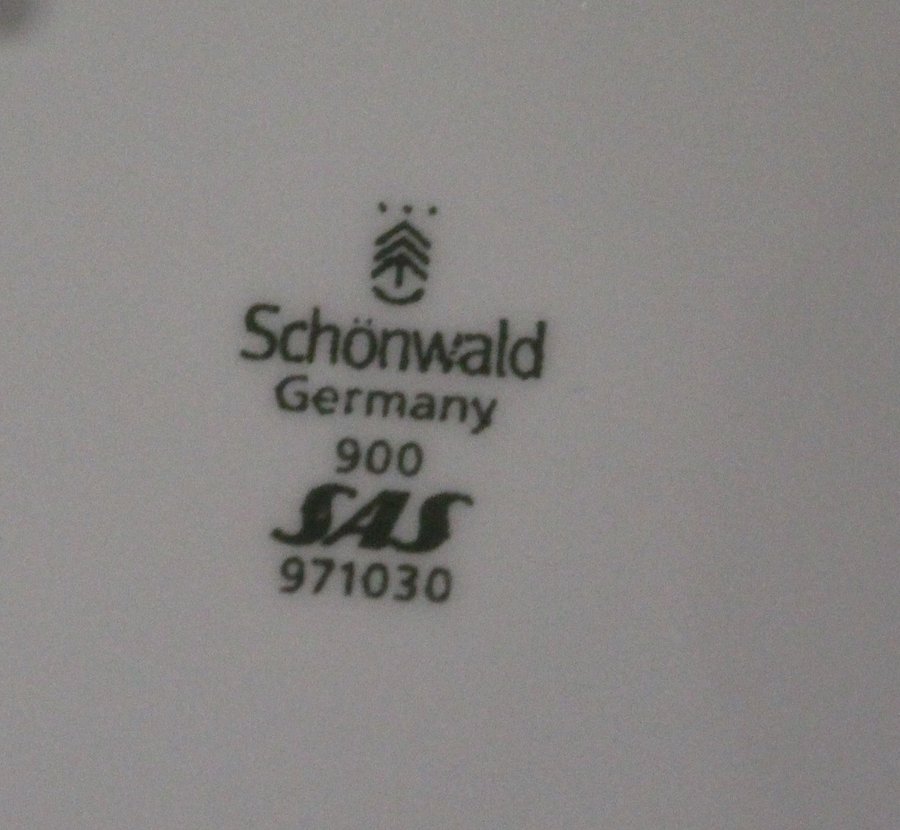 Schönwald
Germany
900
SAS
971030